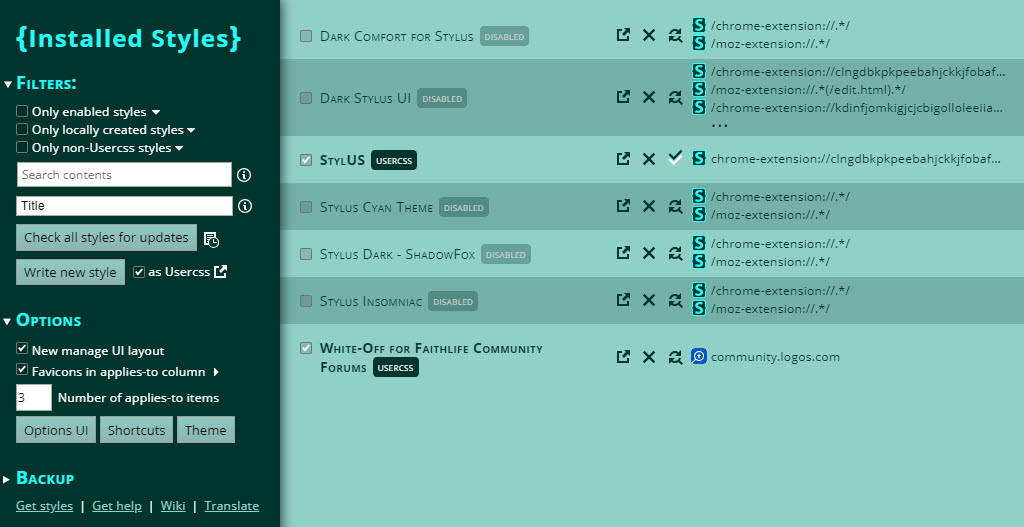 {Installed Styles}
Filters:
Only enabled styles
Only locally created styles
Only non-Usercss styles
Search contents
Title
Check all styles for updates
Write new style as Usercss
Options
New manage UI layout
Favicons in applies-to column
3 Number of applies-to items
Options UI Shortcuts Theme
Backup
Get styles | Get help | Wiki | Translate
Dark Comfort for Stylus DISABLED
S /chrome-extension://.*/
S /moz-extension://.*/
Dark Stylus UI DISABLED
S /chrome-extension://clngdbkpkpeebahjckkjfobaf...
S /moz-extension://.*(/edit.html).*/
S /chrome-extension://kdinfjomkigjcjcbigolloleeiia...
...
StylUS USERCSS
S chrome-extension://clngdbkpkpeebahjckkjfobaf...
Stylus Cyan Theme DISABLED
S /chrome-extension://.*/
S /moz-extension://.*/
Stylus Dark - ShadowFox DISABLED
S /chrome-extension://.*/
S /moz-extension://.*/
Stylus Insomniac DISABLED
S /chrome-extension://.*/
S /moz-extension://.*/
White-Off for Faithlife Community
Forums USERCSS
community.logos.com